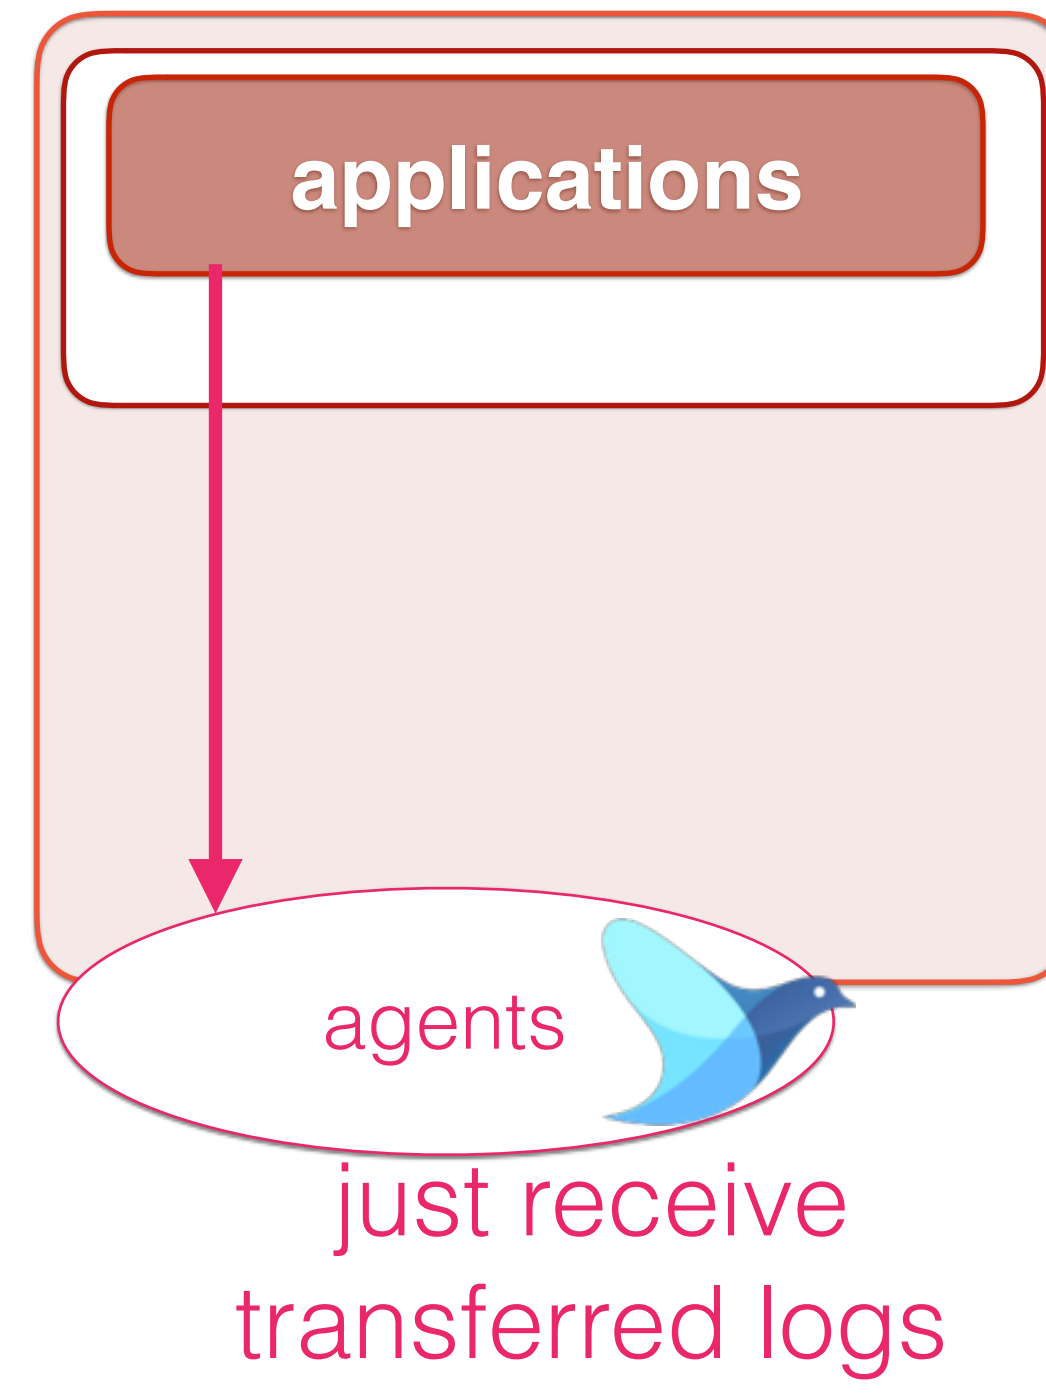 applications
agents
just receive
transferred logs